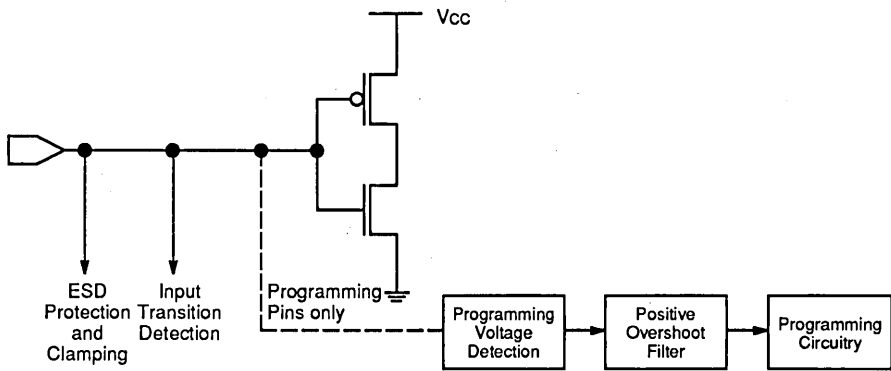 Vcc
ESD
Protection
and
Clamping
Input
Transition
Detection
Programming
Pins only
Programming
Voltage
Detection
Positive
Overshoot
Filter
Programming
Circuitry